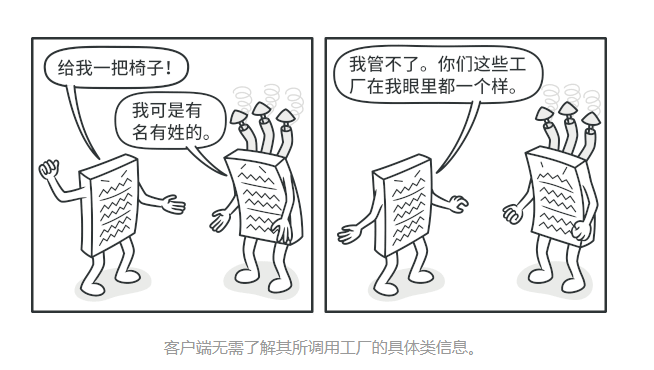 给我一把椅子！
我可是有
名有姓的。
我管不了。你们这些工
厂在我眼里都一个样。
客户端无需了解其所调用工厂的具体类信息。